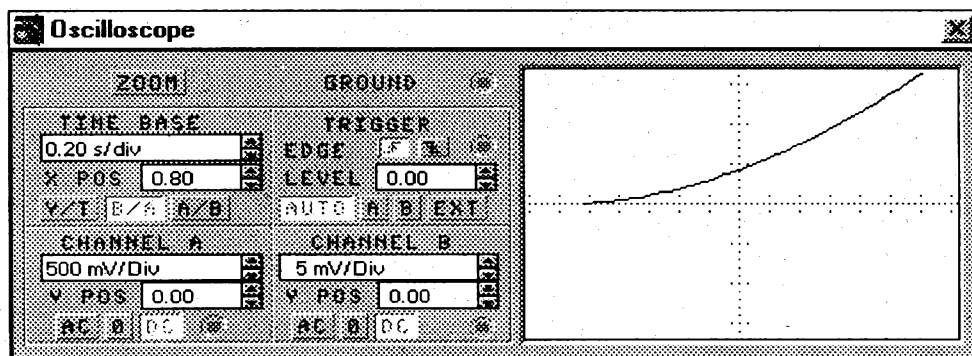 Oscilloscope
ZOOM GROUND
TIME BASE
0.20 s/div
X POS 0.80
Y/T B/A A/B
TRIGGER
EDGE
LEVEL 0.00
AUTO A B EXT
CHANNEL A
500 mV/Div
Y POS 0.00
AC 0 DC
CHANNEL B
5 mV/Div
Y POS 0.00
AC 0 DC